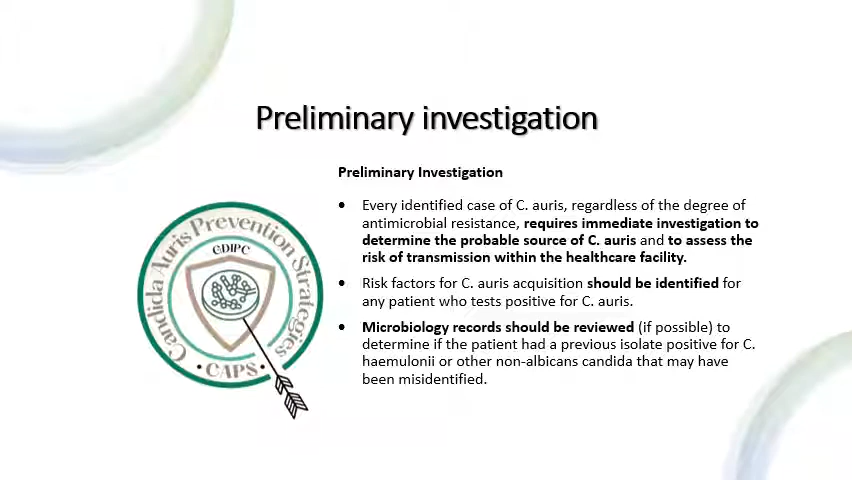 Preliminary investigation
Preliminary Investigation
• Every identified case of C. auris, regardless of the degree of
antimicrobial resistance, requires immediate investigation to
determine the probable source of C. auris and to assess the
risk of transmission within the healthcare facility.
• Risk factors for C. auris acquisition should be identified for
any patient who tests positive for C. auris.
• Microbiology records should be reviewed (if possible) to
determine if the patient had a previous isolate positive for C.
haemulonii or other non-albicans candida that may have
been misidentified.
Candida Auris Prevention Strategies
GDIPC
• CAPS •